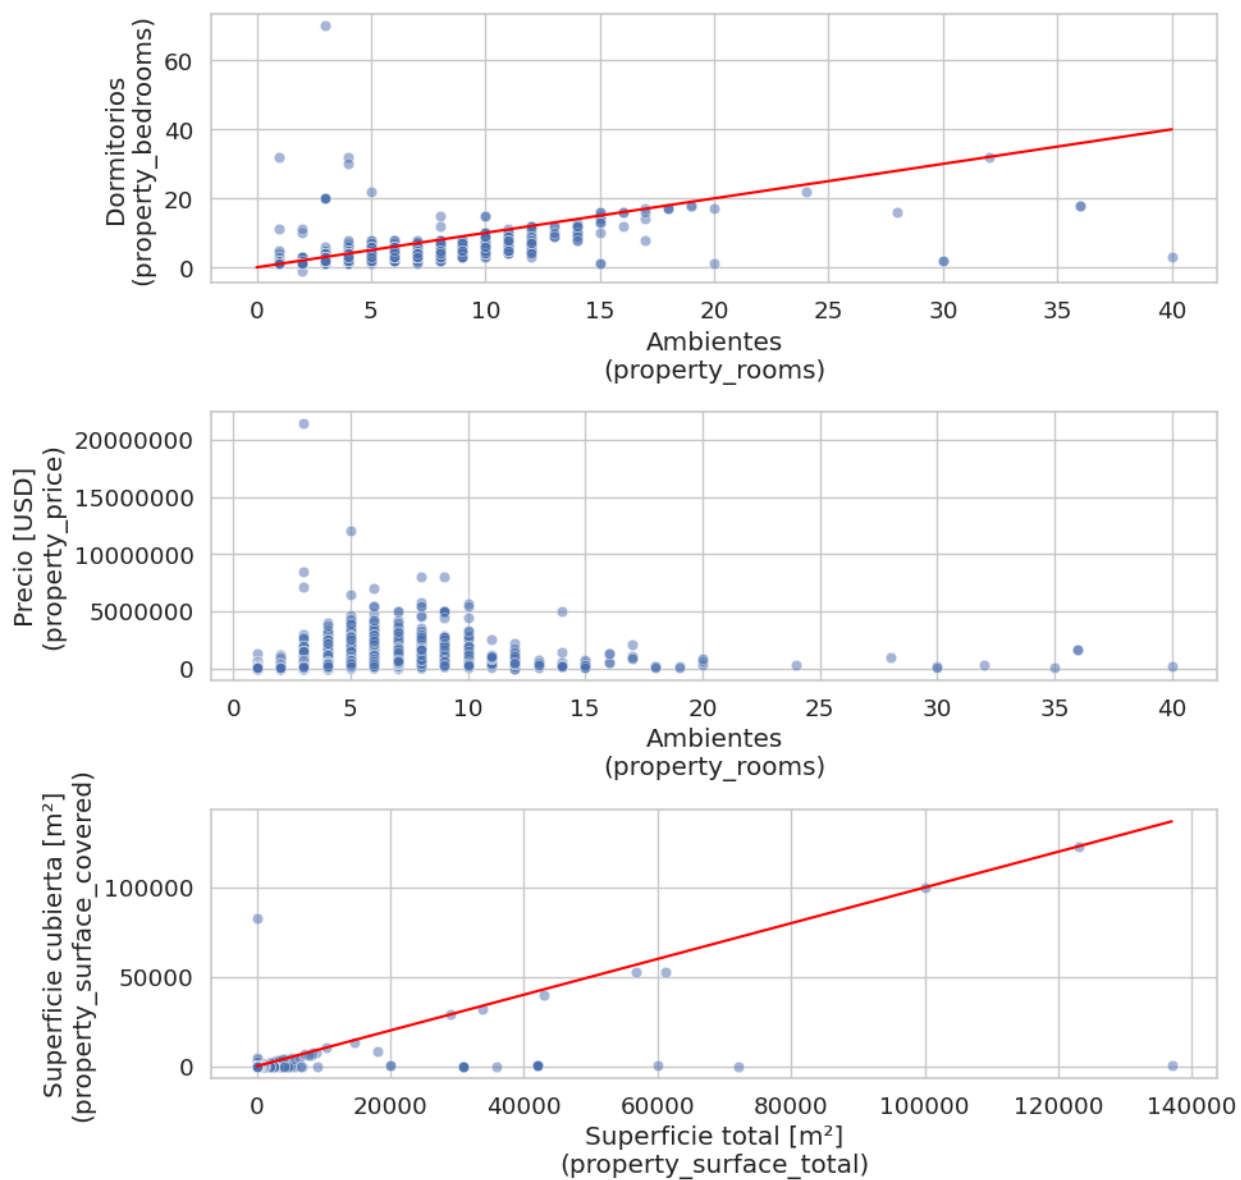 Dormitorios
(property_bedrooms)
60
40
20
0
0 5 10 15 20 25 30 35 40
Ambientes
(property_rooms)
Precio [USD]
(property_price)
20000000
15000000
10000000
5000000
0
0 5 10 15 20 25 30 35 40
Ambientes
(property_rooms)
Superficie cubierta [m²]
(property_surface_covered)
100000
50000
0
0 20000 40000 60000 80000 100000 120000 140000
Superficie total [m²]
(property_surface_total)